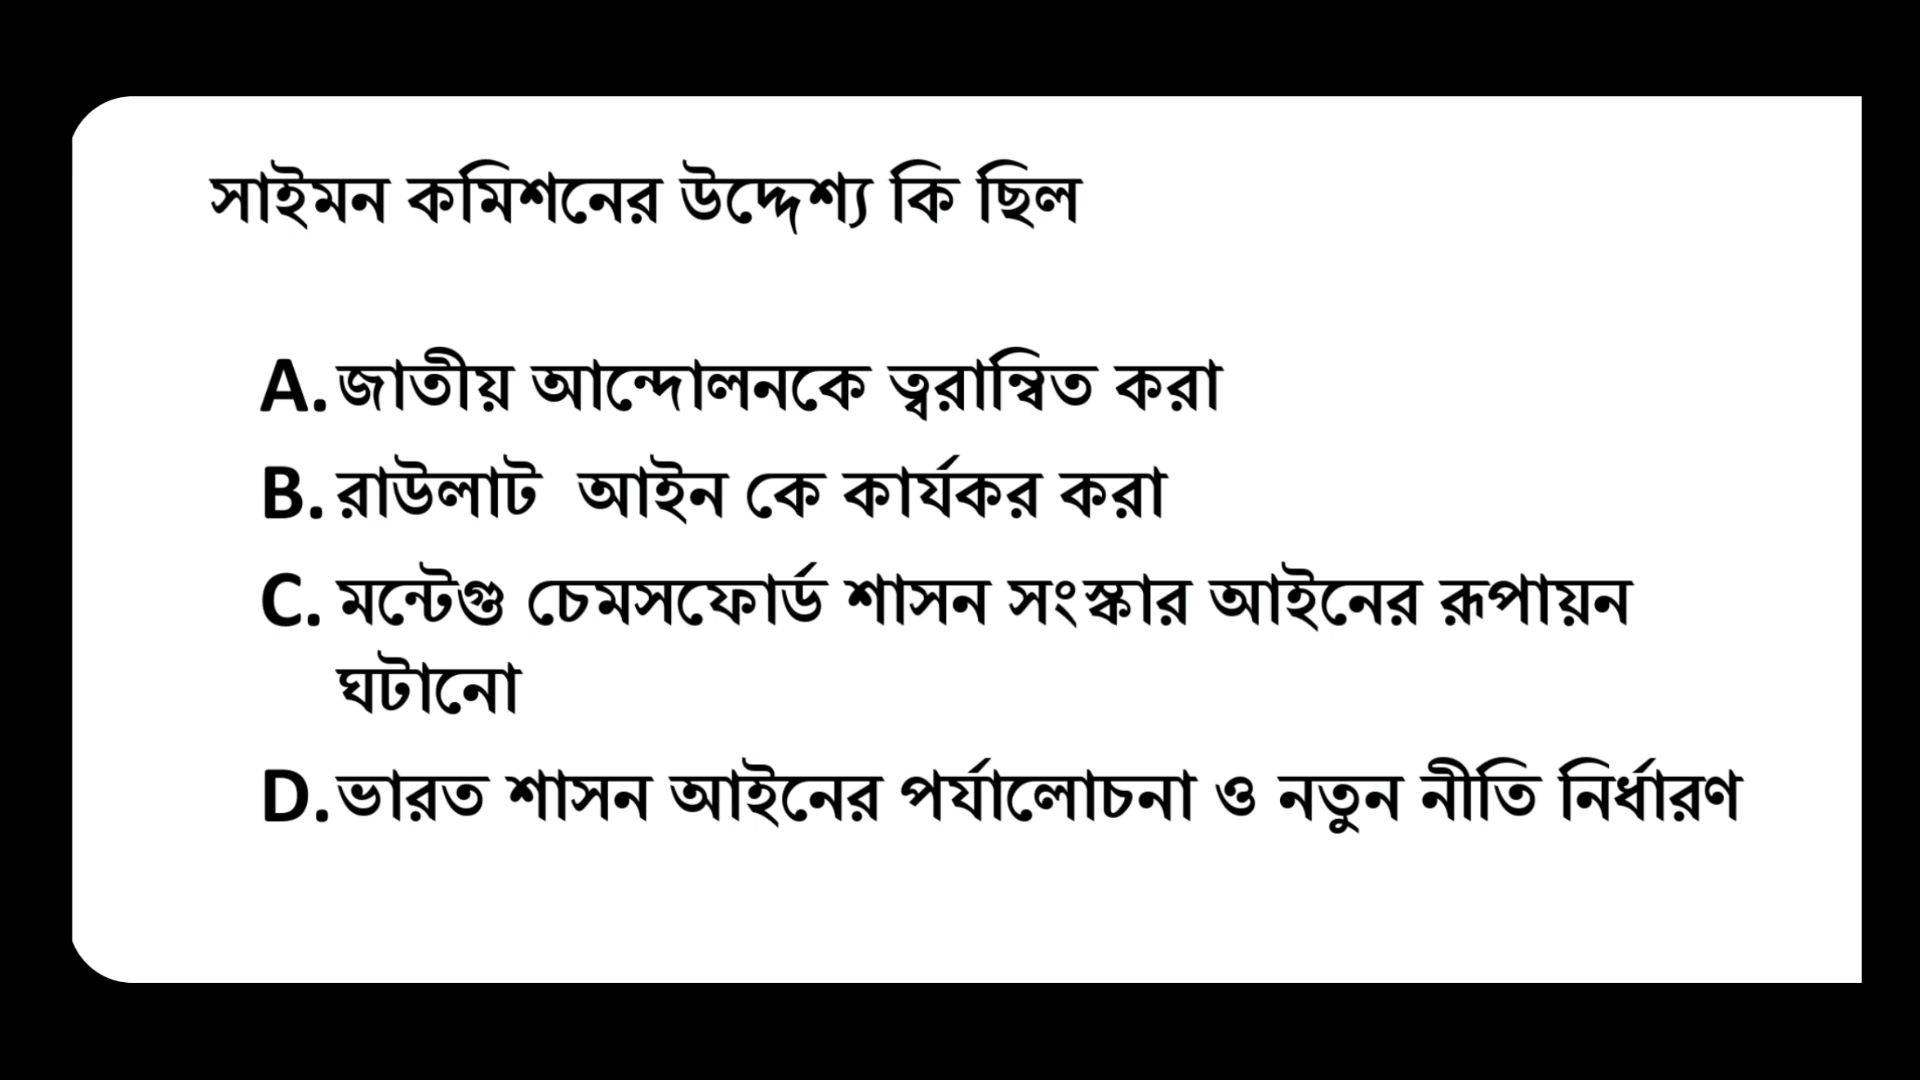 সাইমন কমিশনের উদ্দেশ্য কি ছিল
A. জাতীয় আন্দোলনকে ত্বরান্বিত করা
B. রাউলাট আইন কে কার্যকর করা
C. মন্টেগু চেমসফোর্ড শাসন সংস্কার আইনের রূপায়ন
ঘটানো
D. ভারত শাসন আইনের পর্যালোচনা ও নতুন নীতি নির্ধারণ